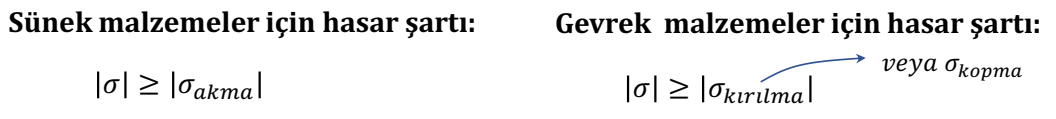 Sünek malzemeler için hasar şartı:
|σ| ≥ |σ_akma|
Gevrek malzemeler için hasar şartı:
|σ| ≥ |σ_kırılma|
veya σ_kopma